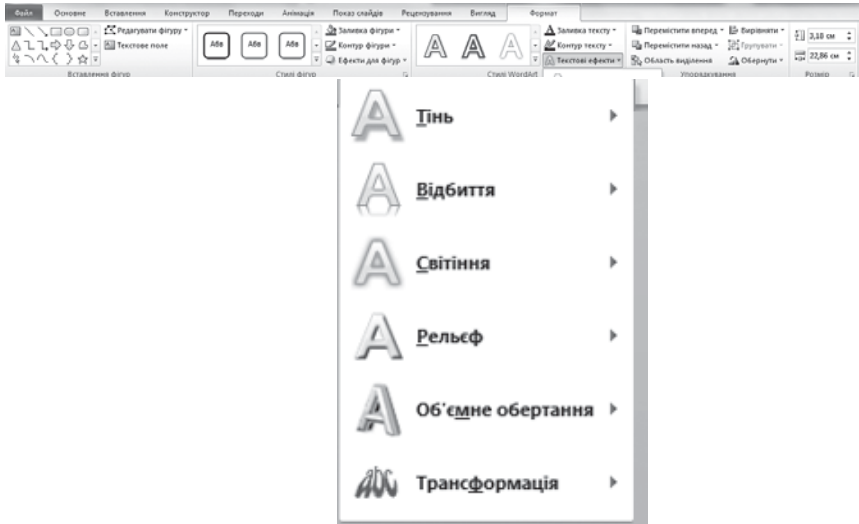 Файл Основне Вставлення Конструктор Переходи Анімація Показ слайдів Рецензування Вигляд Формат
Редагувати фігуру
Текстове поле
Вставлення фігур
Абв Абв Абв
Заливка фігури
Контур фігури
Ефекти для фігур
Стилі фігур
Заливка тексту
Контур тексту
Текстові ефекти
Стилі WordArt
Перемістити вперед
Перемістити назад
Область виділення
Вирівняти
Групувати
Обернути
Упорядкування
3,18 см
22,86 см
Розмір
Тінь
Відбиття
Світіння
Рельєф
Об'ємне обертання
Трансформація